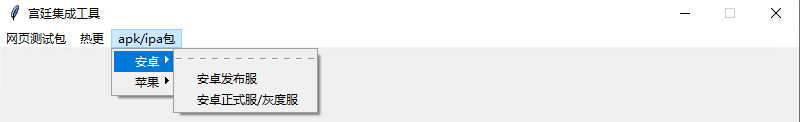 宫廷集成工具
网页测试包 热更 apk/ipa包
安卓
苹果
安卓发布服
安卓正式服/灰度服